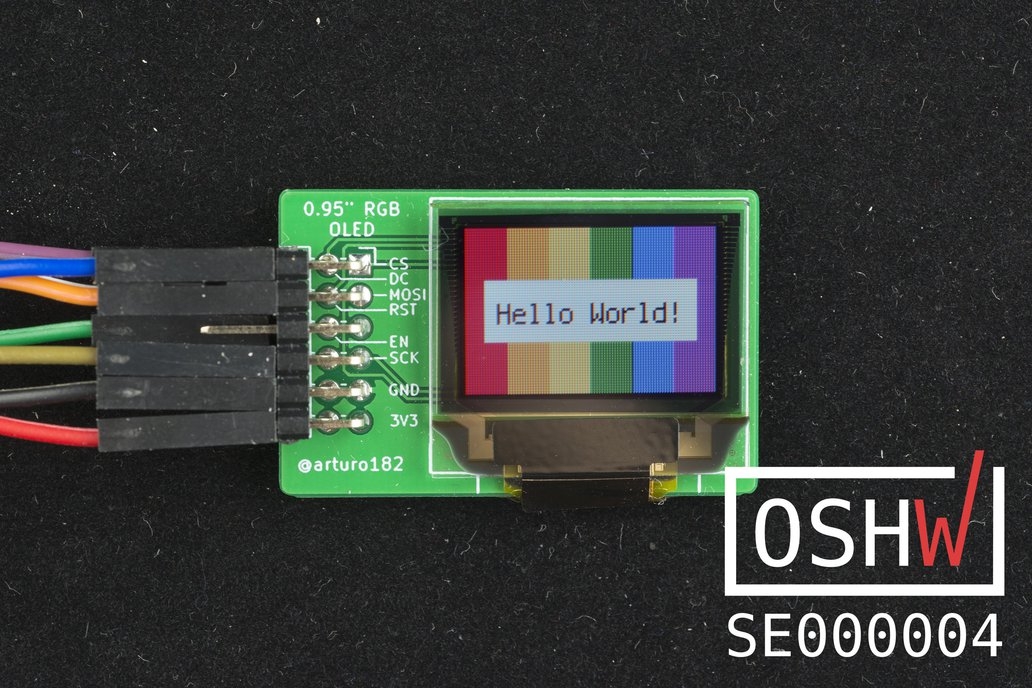 0.95" RGB
OLED
CS
DC
MOSI
RST
EN
SCK
GND
3V3
@arturo182
Hello World!
OSHW
SE000004